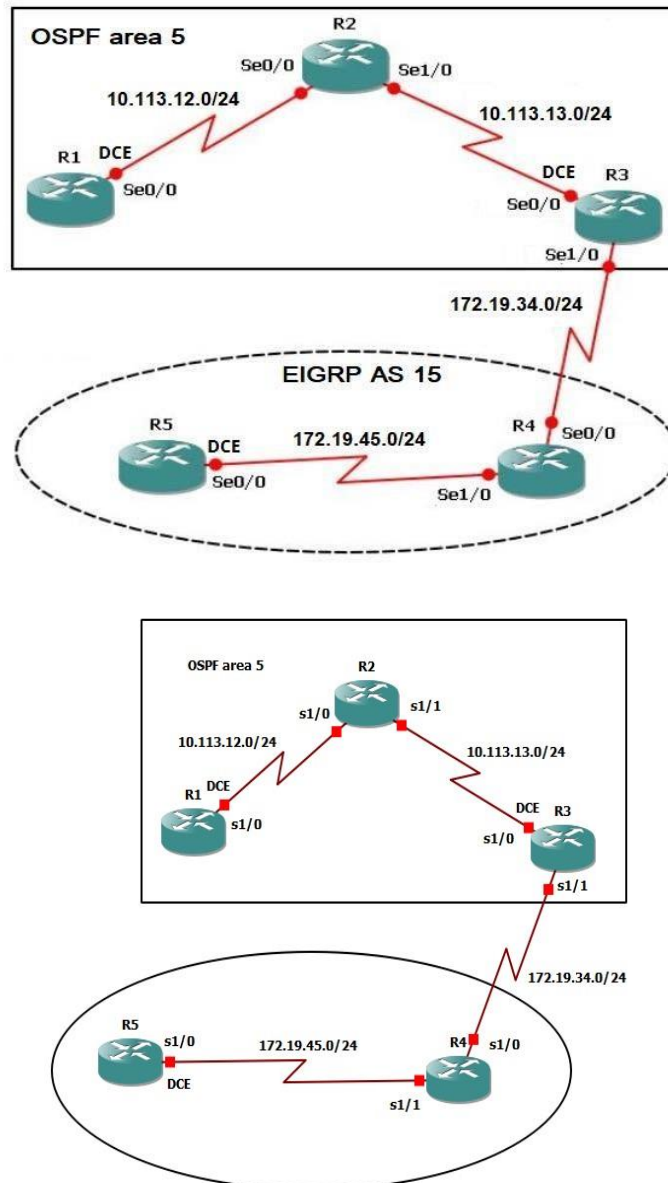 OSPF area 5
R2
Se0/0
Se1/0
10.113.12.0/24
10.113.13.0/24
R1
DCE
Se0/0
DCE
R3
Se0/0
Se1/0
172.19.34.0/24
EIGRP AS 15
R5
DCE
172.19.45.0/24
R4
Se0/0
Se0/0
Se1/0
OSPF area 5
R2
s1/0
s1/1
10.113.12.0/24
10.113.13.0/24
DCE
R1
s1/0
DCE
R3
s1/0
s1/1
172.19.34.0/24
R5
s1/0
172.19.45.0/24
R4
s1/0
DCE
s1/1